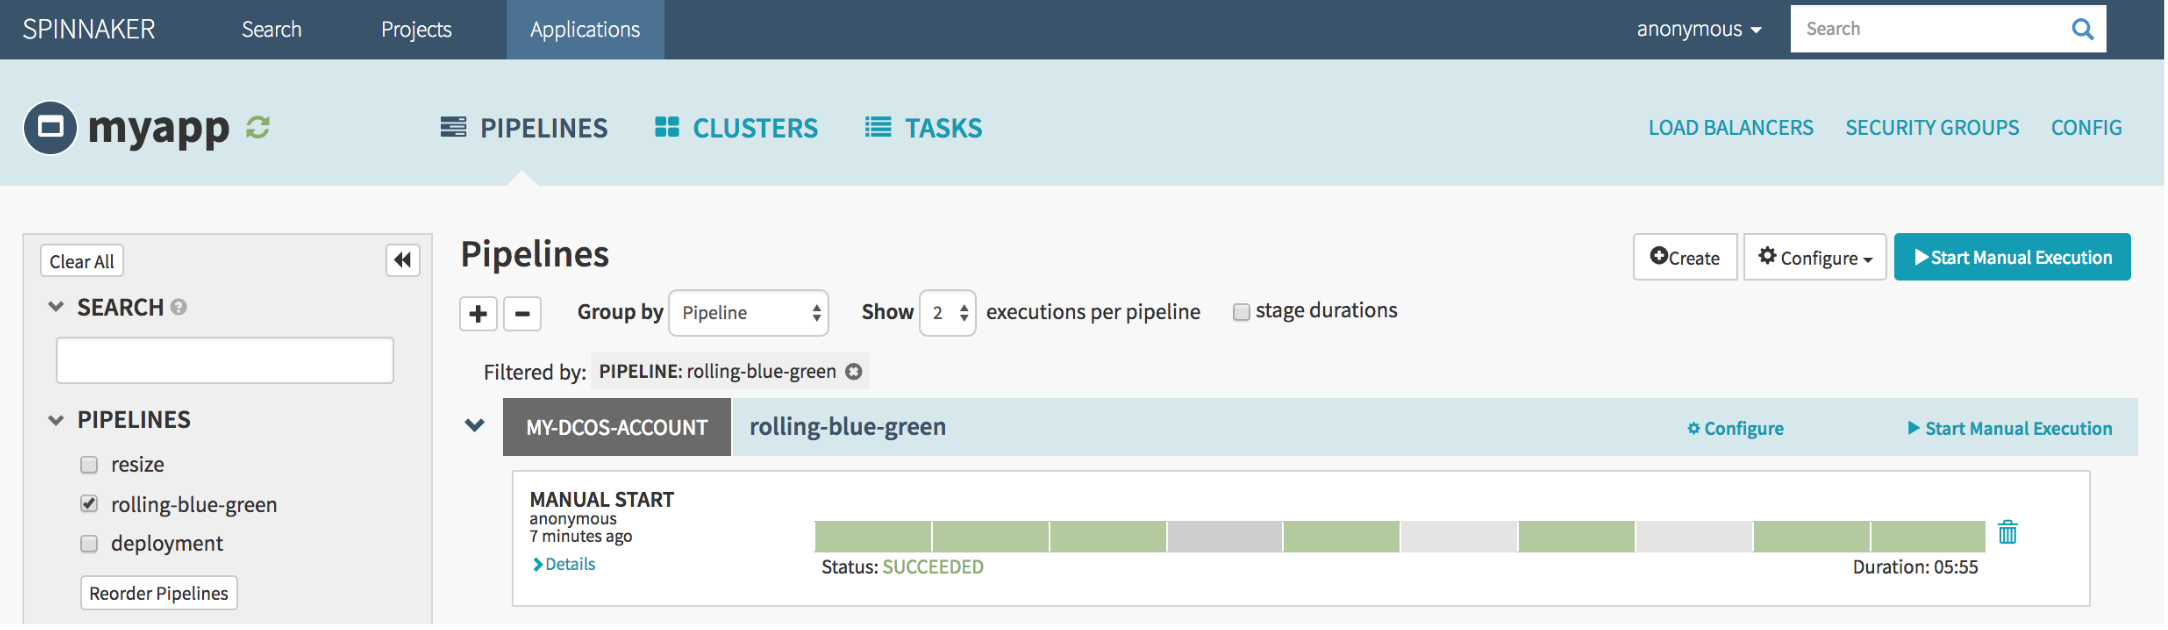 SPINNAKER Search Projects Applications anonymous Search
myapp PIPELINES CLUSTERS TASKS LOAD BALANCERS SECURITY GROUPS CONFIG
Clear All
SEARCH
PIPELINES
resize
rolling-blue-green
deployment
Reorder Pipelines
Pipelines Create Configure Start Manual Execution
Group by Pipeline Show 2 executions per pipeline stage durations
Filtered by: PIPELINE: rolling-blue-green
MY-DCOS-ACCOUNT rolling-blue-green Configure Start Manual Execution
MANUAL START
anonymous
7 minutes ago
Details
Status: SUCCEEDED Duration: 05:55